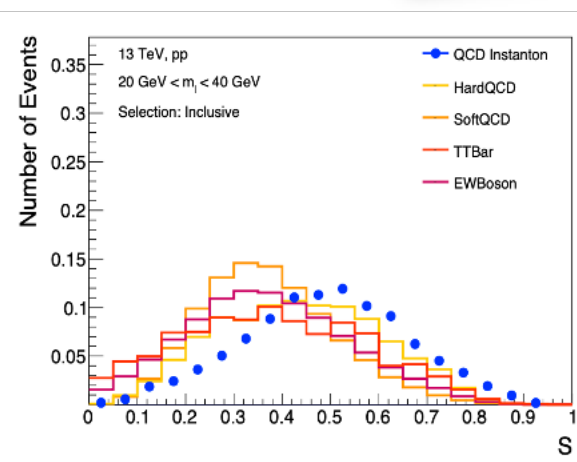 Number of Events
0.35
0.3
0.25
0.2
0.15
0.1
0.05
13 TeV, pp
20 GeV < m_I < 40 GeV
Selection: Inclusive
QCD Instanton
HardQCD
SoftQCD
TTBar
EWBoson
0 0.1 0.2 0.3 0.4 0.5 0.6 0.7 0.8 0.9 1
S